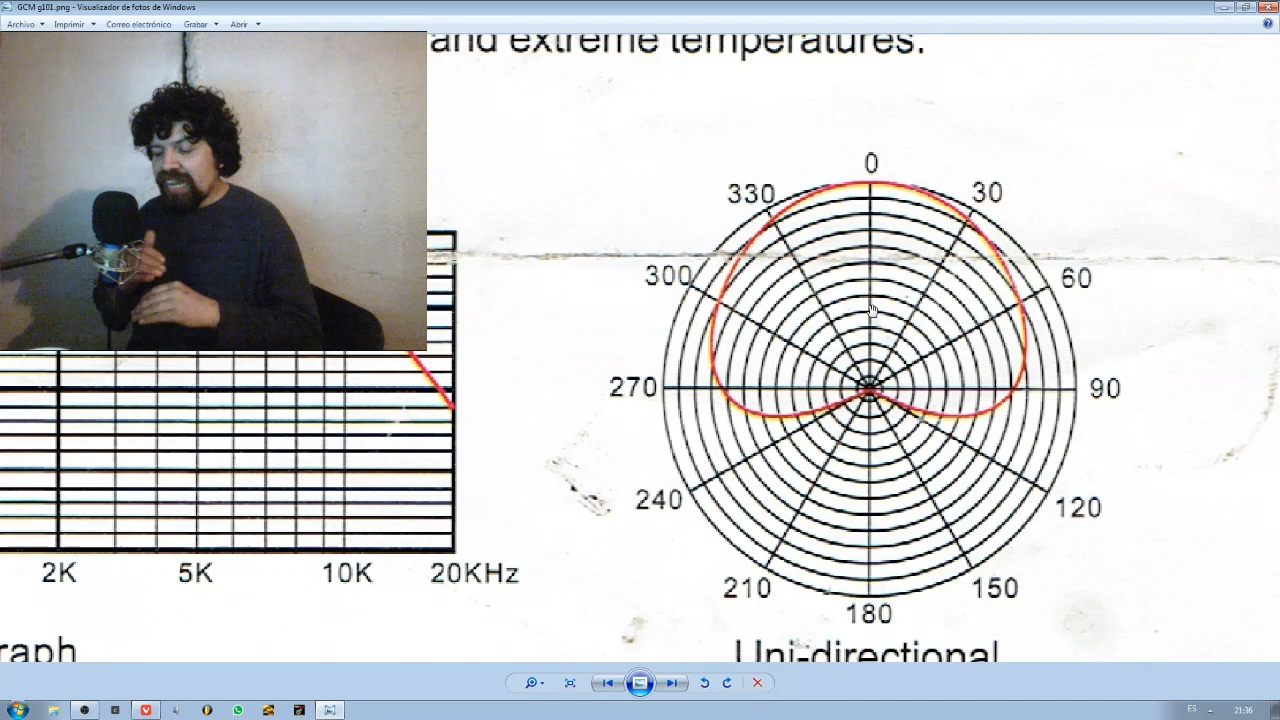 GCM g101.png - Visualizador de fotos de Windows
Archivo Imprimir Correo electrónico Grabar Abrir
and extreme temperatures.
0
330 30
300 60
270 90
240 120
210 150
180
2K 5K 10K 20KHz
raph Uni-directional
ES 21:36